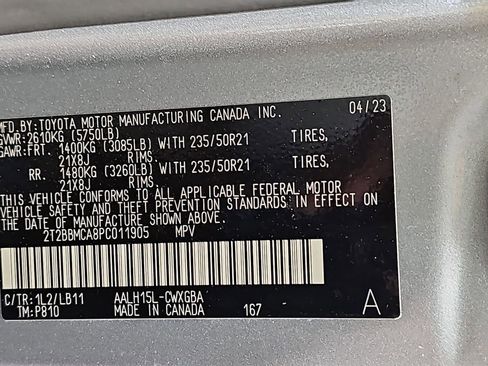 MFD.BY:TOYOTA MOTOR MANUFACTURING CANADA INC. 04/23
GVWR:2610KG (5750LB)
GAWR:FRT. 1400KG (3085LB) WITH 235/50R21 TIRES,
21X8J RIMS.
RR. 1480KG (3260LB) WITH 235/50R21 TIRES,
21X8J RIMS.
THIS VEHICLE CONFORMS TO ALL APPLICABLE FEDERAL MOTOR
VEHICLE SAFETY AND THEFT PREVENTION STANDARDS IN EFFECT ON
THE DATE OF MANUFACTURE SHOWN ABOVE.
2T2BBMCA8PC011905 MPV
C/TR:1L2/LB11 AALH15L-CWXGBA
TM:P810 MADE IN CANADA 167 A